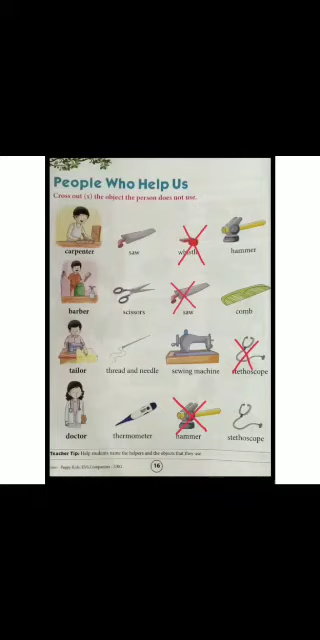 People Who Help Us
Cross out (x) the object the person does not use.
carpenter saw whistle hammer
barber scissors saw comb
tailor thread and needle sewing machine stethoscope
doctor thermometer hammer stethoscope
Teacher Tip: Help students name the helpers and the objects that they use.
16